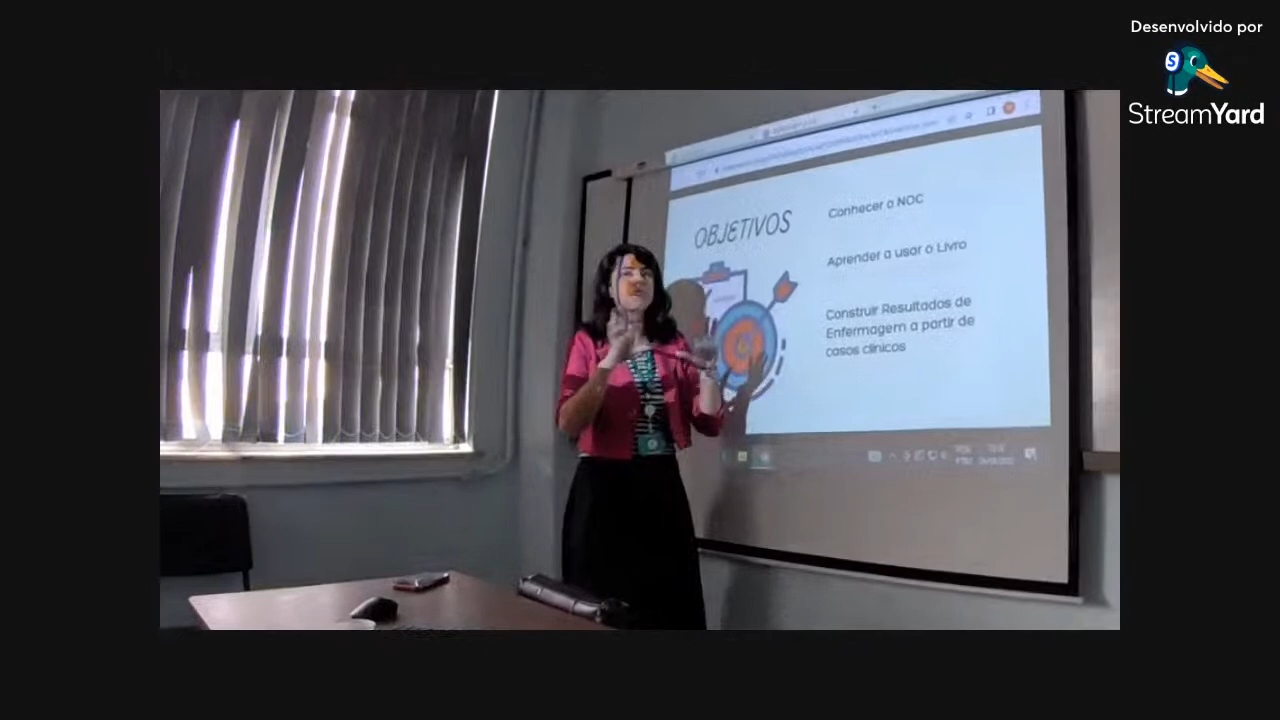 Desenvolvido por
StreamYard
OBJETIVOS
Conhecer o NOC
Aprender a usar o Livro
Construir Resultados de
Enfermagem a partir de
casos clínicos